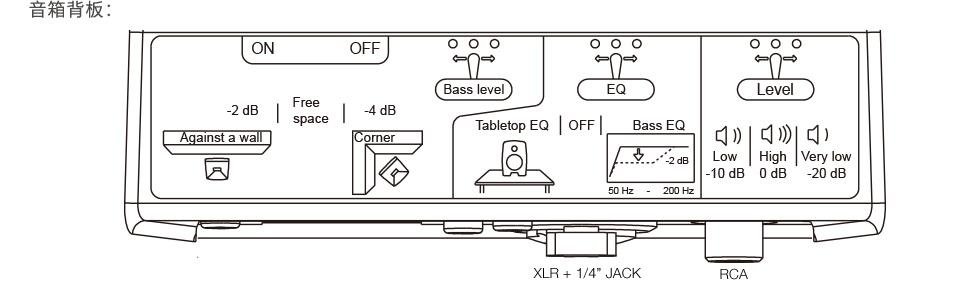 音箱背板：
ON OFF
Bass level
EQ
Level
-2 dB | Free space | -4 dB
Against a wall
Corner
Tabletop EQ | OFF | Bass EQ
-2 dB
50 Hz - 200 Hz
Low | High | Very low
-10 dB | 0 dB | -20 dB
XLR + 1/4” JACK
RCA